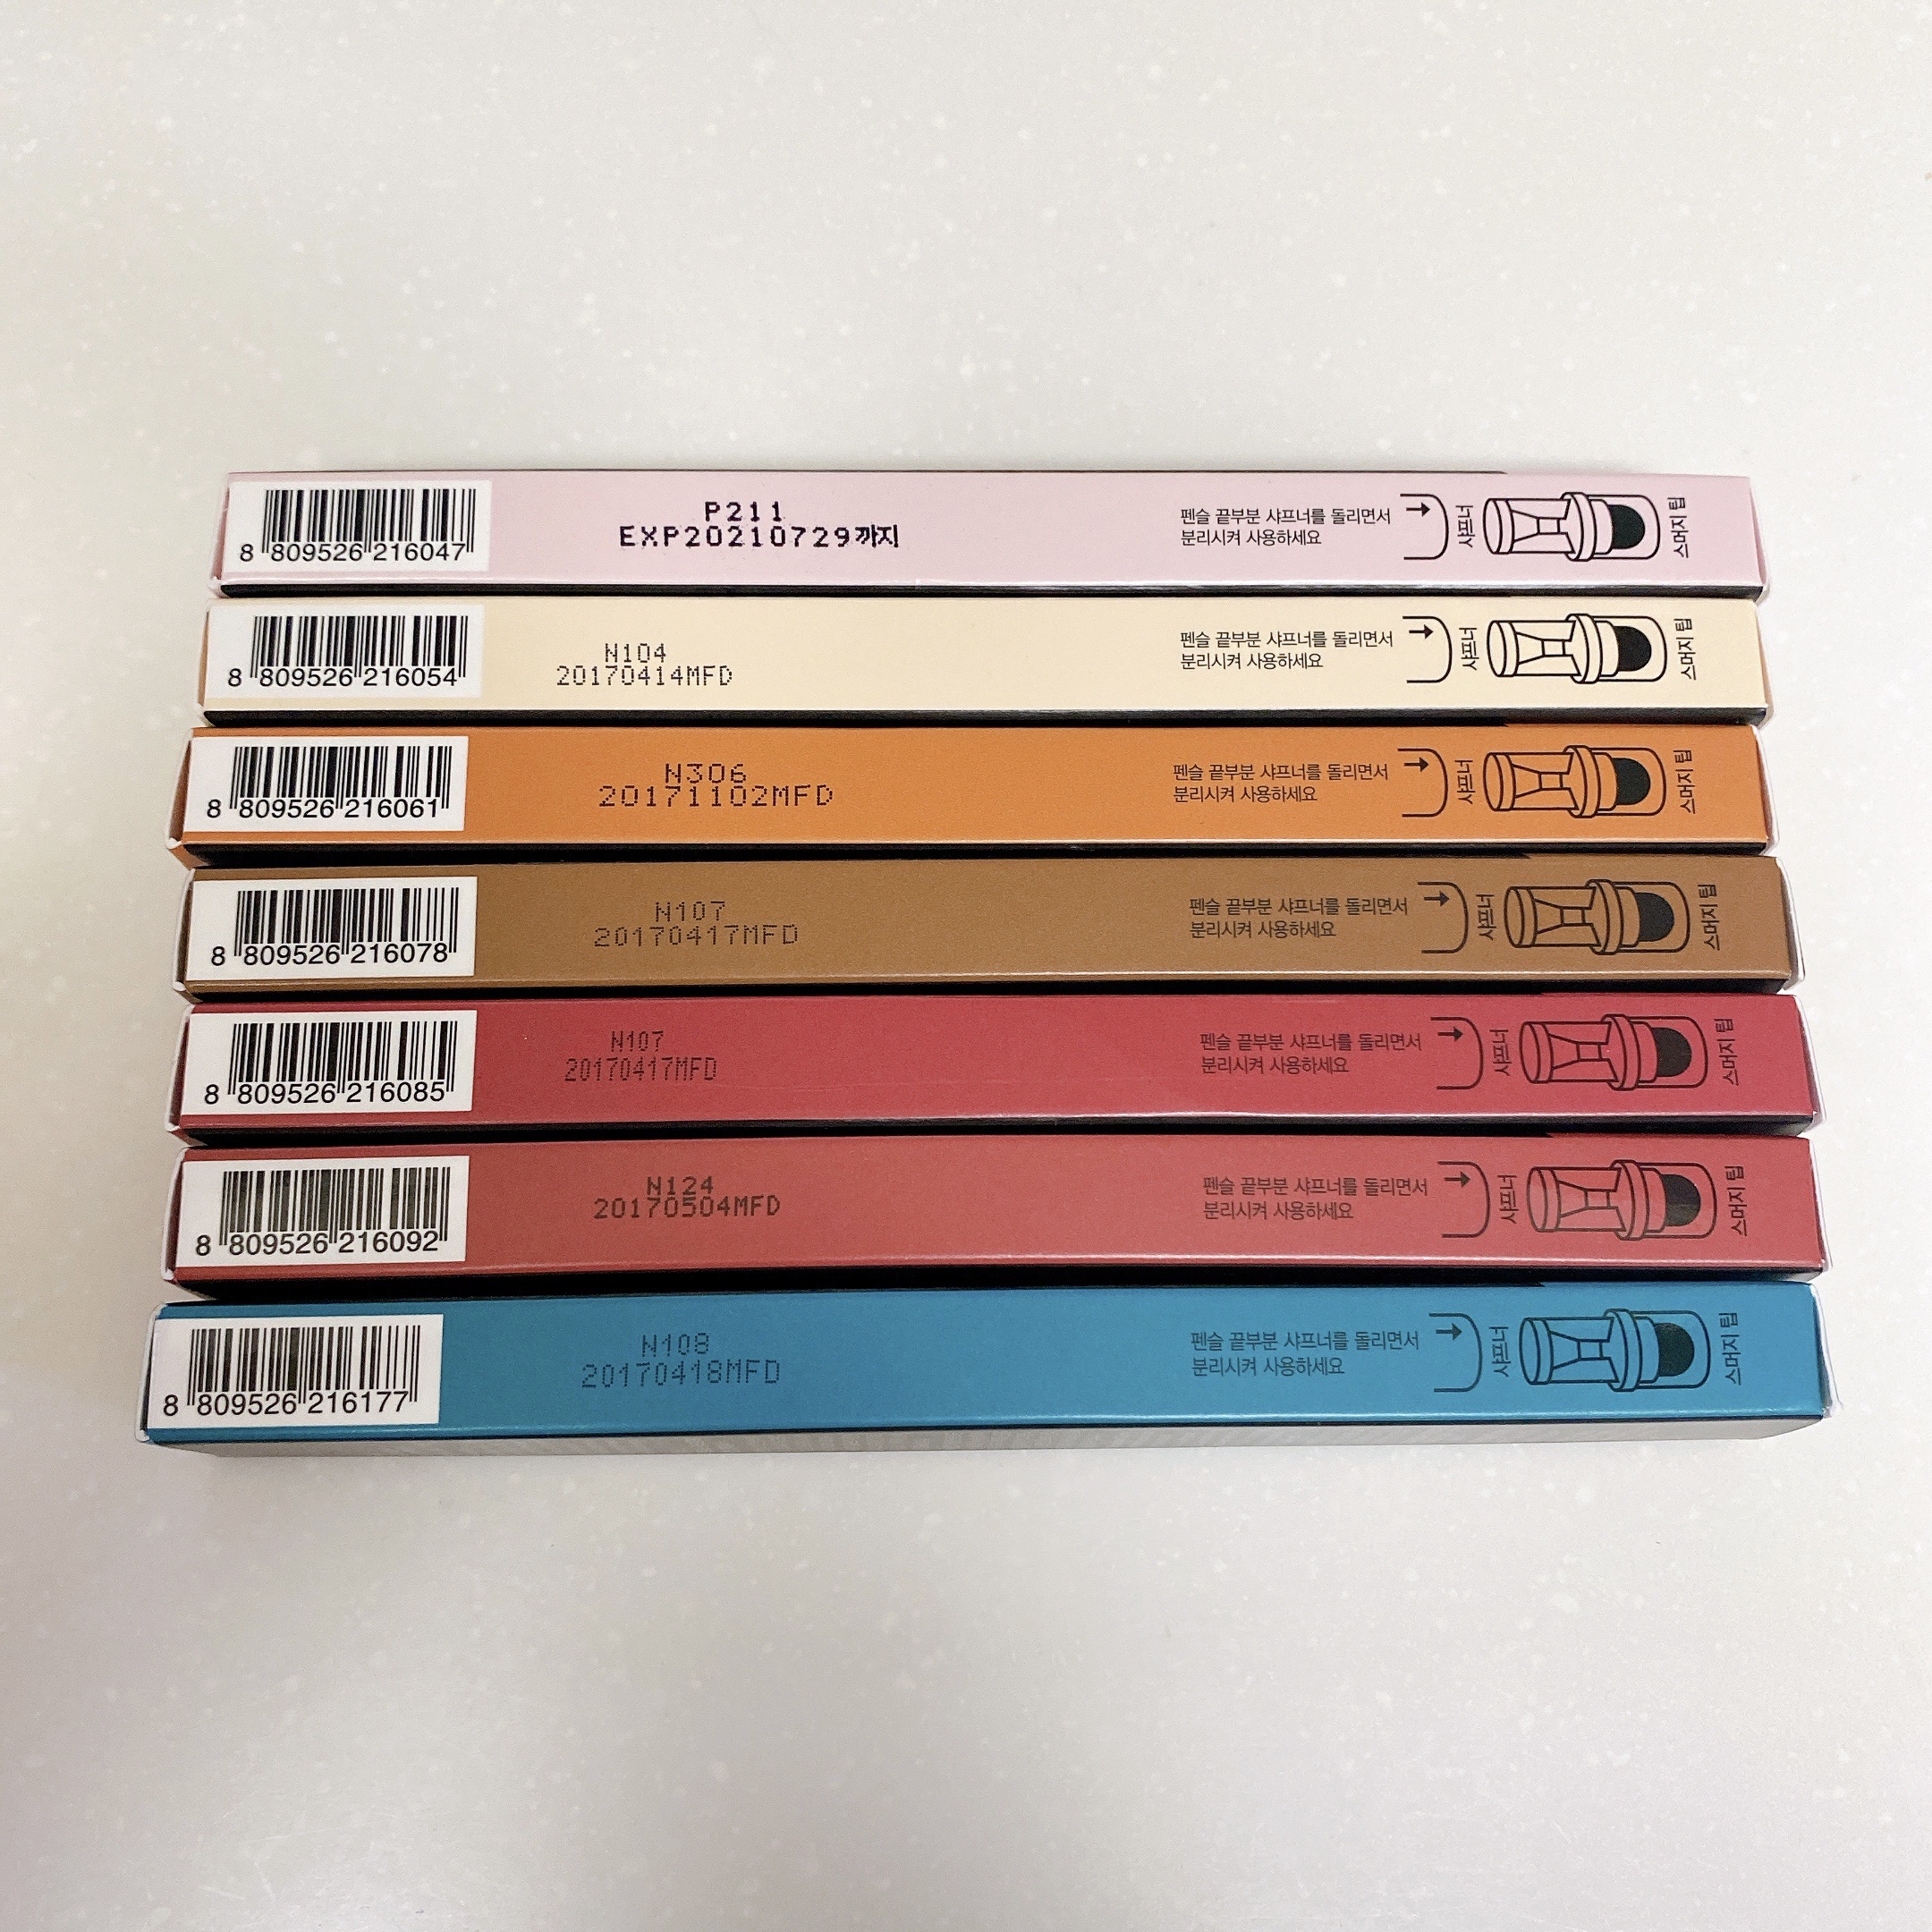 8 809526 216047
P211
EXP20210729까지
펜슬 끝부분 샤프너를 돌리면서
분리시켜 사용하세요
샤프너
스머지 팁
8 809526 216054
N104
20170414MFD
펜슬 끝부분 샤프너를 돌리면서
분리시켜 사용하세요
샤프너
스머지 팁
8 809526 216061
N306
20171102MFD
펜슬 끝부분 샤프너를 돌리면서
분리시켜 사용하세요
샤프너
스머지 팁
8 809526 216078
N107
20170417MFD
펜슬 끝부분 샤프너를 돌리면서
분리시켜 사용하세요
샤프너
스머지 팁
8 809526 216085
N107
20170417MFD
펜슬 끝부분 샤프너를 돌리면서
분리시켜 사용하세요
샤프너
스머지 팁
8 809526 216092
N124
20170504MFD
펜슬 끝부분 샤프너를 돌리면서
분리시켜 사용하세요
샤프너
스머지 팁
8 809526 216177
N108
20170418MFD
펜슬 끝부분 샤프너를 돌리면서
분리시켜 사용하세요
샤프너
스머지 팁